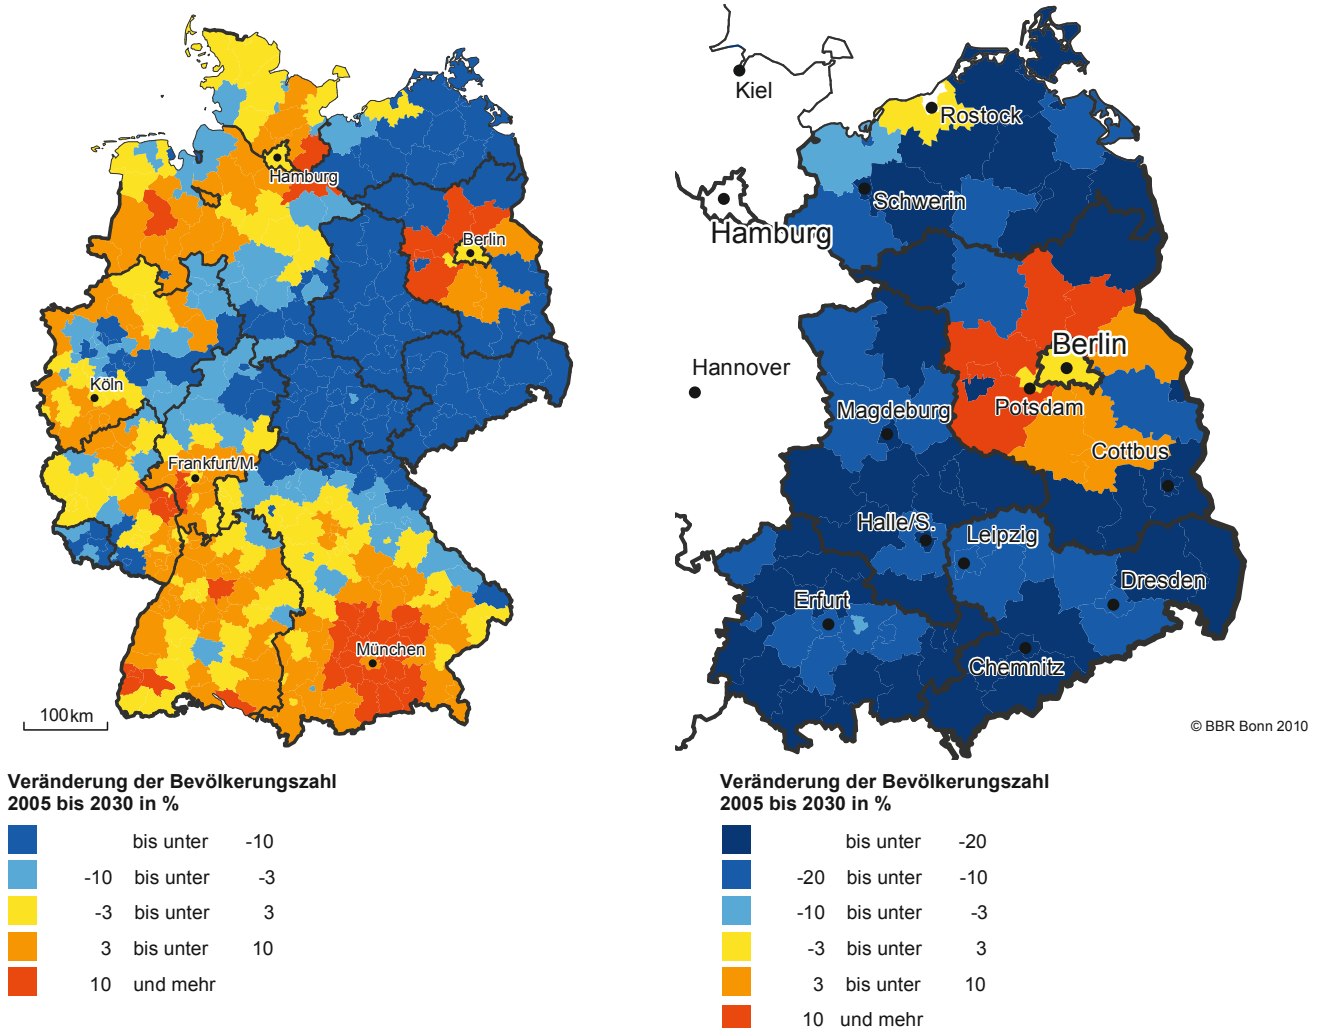 Hamburg
Berlin
Köln
Frankfurt/M.
München
100 km
Veränderung der Bevölkerungszahl
2005 bis 2030 in %
bis unter -10
-10 bis unter -3
-3 bis unter 3
3 bis unter 10
10 und mehr
Kiel
Rostock
Schwerin
Hamburg
Berlin
Hannover
Potsdam
Magdeburg
Cottbus
Halle/S.
Leipzig
Dresden
Erfurt
Chemnitz
© BBR Bonn 2010
Veränderung der Bevölkerungszahl
2005 bis 2030 in %
bis unter -20
-20 bis unter -10
-10 bis unter -3
-3 bis unter 3
3 bis unter 10
10 und mehr